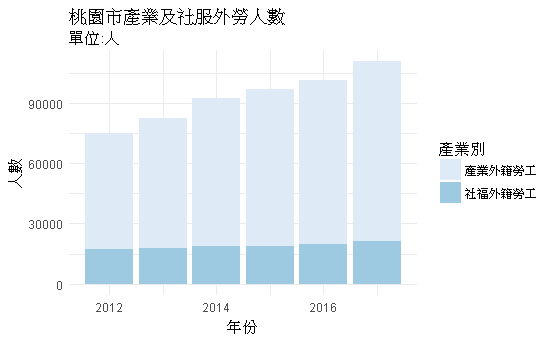 桃園市產業及社服外勞人數
單位:人
90000
60000
30000
0
人數
2012
2014
2016
年份
產業別
產業外籍勞工
社福外籍勞工